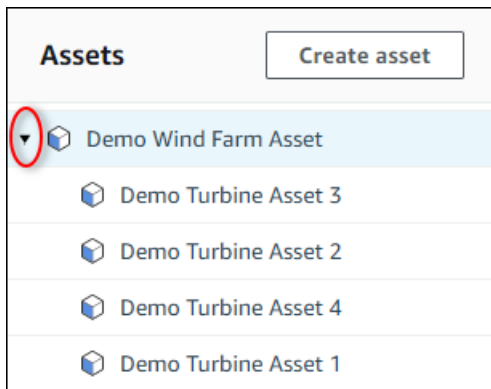 Assets
Create asset
Demo Wind Farm Asset
Demo Turbine Asset 3
Demo Turbine Asset 2
Demo Turbine Asset 4
Demo Turbine Asset 1